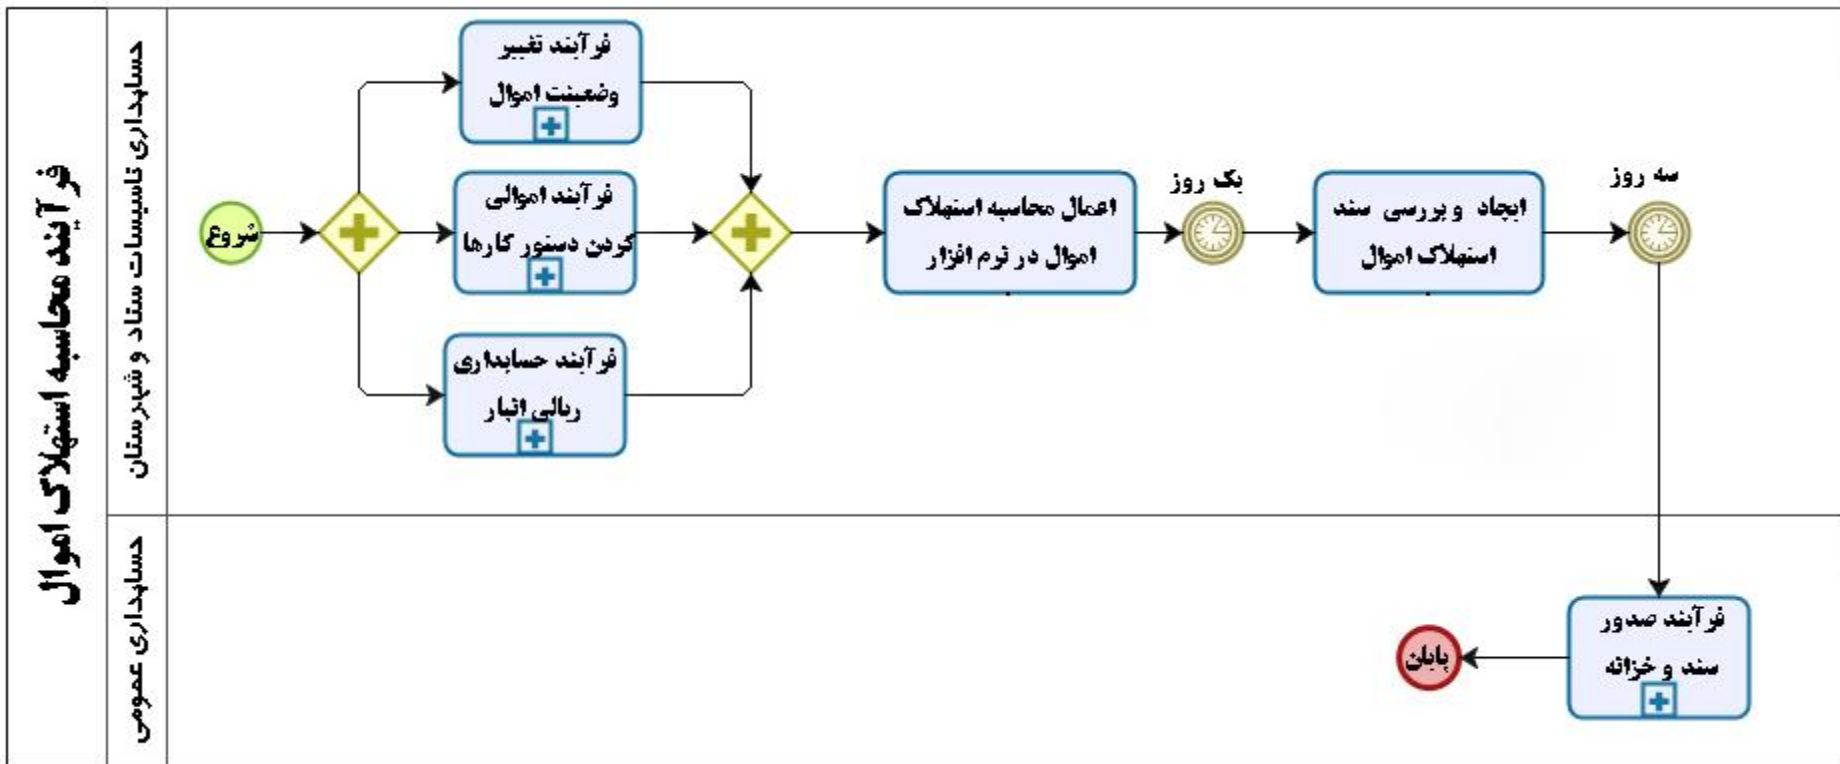 فرآیند محاسبه استهلاک اموال
حسابداری تاسیسات ستاد و شهرستان
حسابداری عمومی
شروع
فرآیند تغییر
وضعیت اموال
فرآیند اموالی
کردن دستور کارها
فرآیند حسابداری
ریالی انبار
اعمال محاسبه استهلاک
اموال در نرم افزار
یک روز
ایجاد و بررسی سند
استهلاک اموال
سه روز
فرآیند صدور
سند و خزانه
پایان